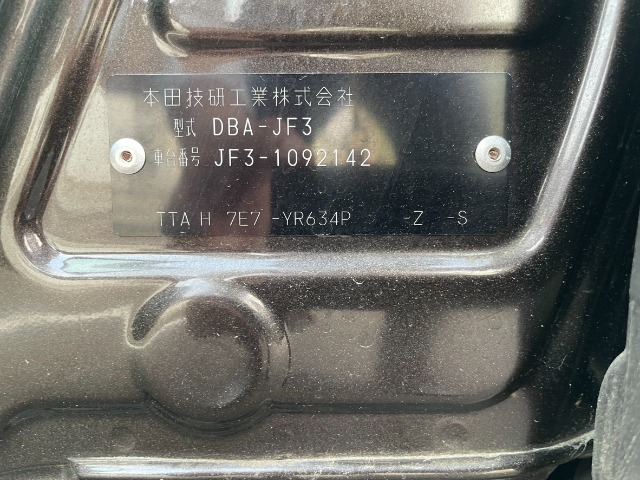 本田技研工業株式会社
型式 DBA-JF3
車台番号 JF3-1092142
TTA H 7E7 -YR634P -Z -S